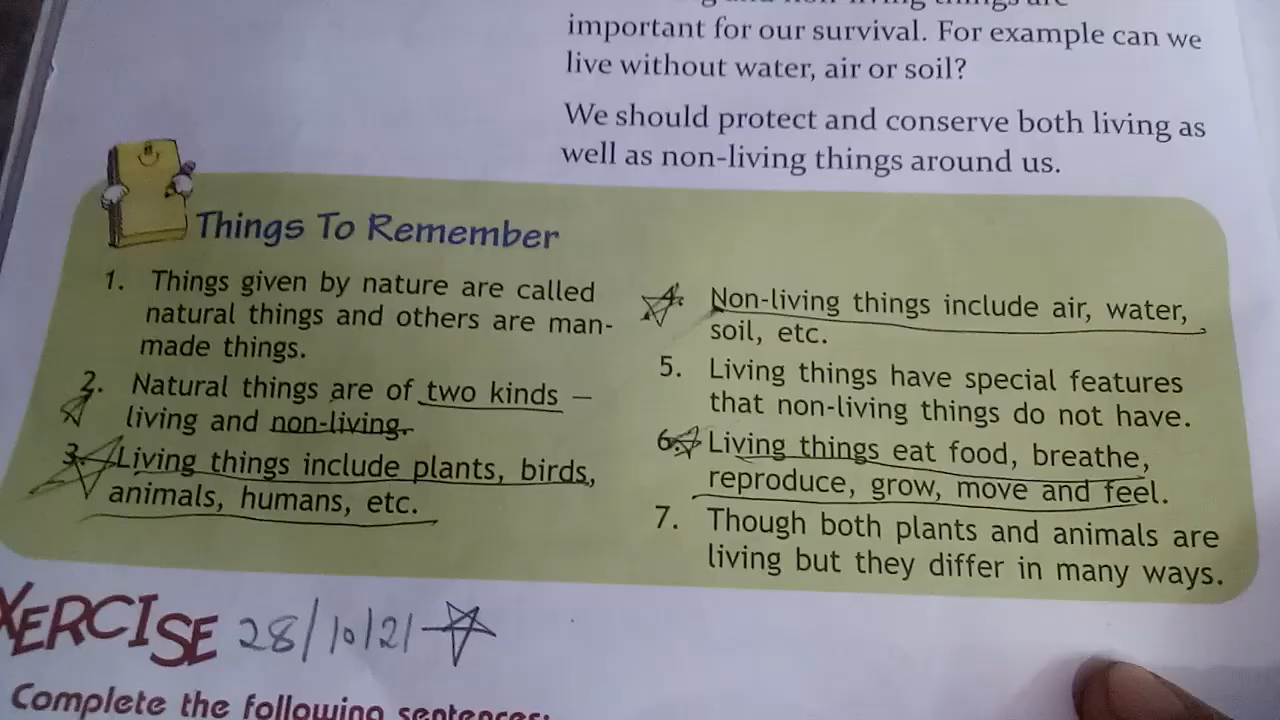 important for our survival. For example can we
live without water, air or soil?
We should protect and conserve both living as
well as non-living things around us.
Things To Remember
1. Things given by nature are called
natural things and others are man-
made things.
2. Natural things are of two kinds –
living and non-living.
3. Living things include plants, birds,
animals, humans, etc.
4. Non-living things include air, water,
soil, etc.
5. Living things have special features
that non-living things do not have.
6. Living things eat food, breathe,
reproduce, grow, move and feel.
7. Though both plants and animals are
living but they differ in many ways.
XERCISE 28/10/21
Complete the following sentences: